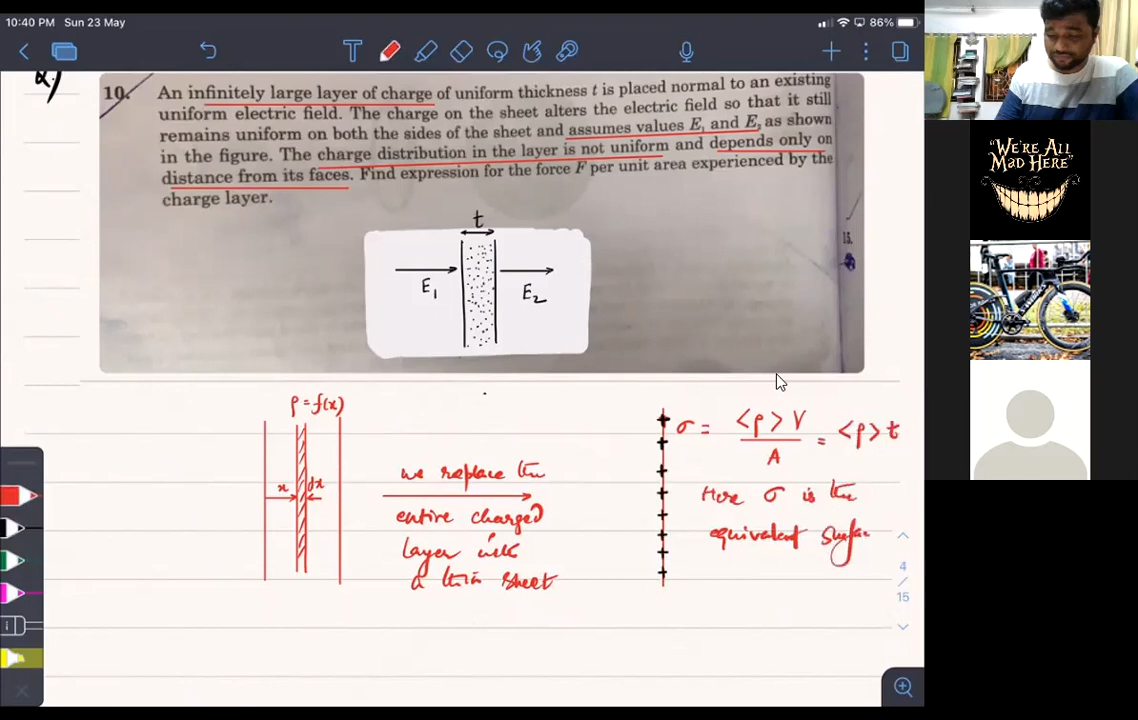 10:40 PM Sun 23 May
86%
T
2)
10. An infinitely large layer of charge of uniform thickness t is placed normal to an existing
uniform electric field. The charge on the sheet alters the electric field so that it still
remains uniform on both the sides of the sheet and assumes values E₁ and E₂ as shown
in the figure. The charge distribution in the layer is not uniform and depends only on
distance from its faces. Find expression for the force F per unit area experienced by the
charge layer.
15.
t
E₁
E₂
ρ = f(x)
x
dx
we replace the
entire charged
layer with
a thin sheet
σ = <ρ> V / A = <ρ> t
Here σ is the
equivalent surfac
4
/
15
"WE'RE ALL
MAD HERE"